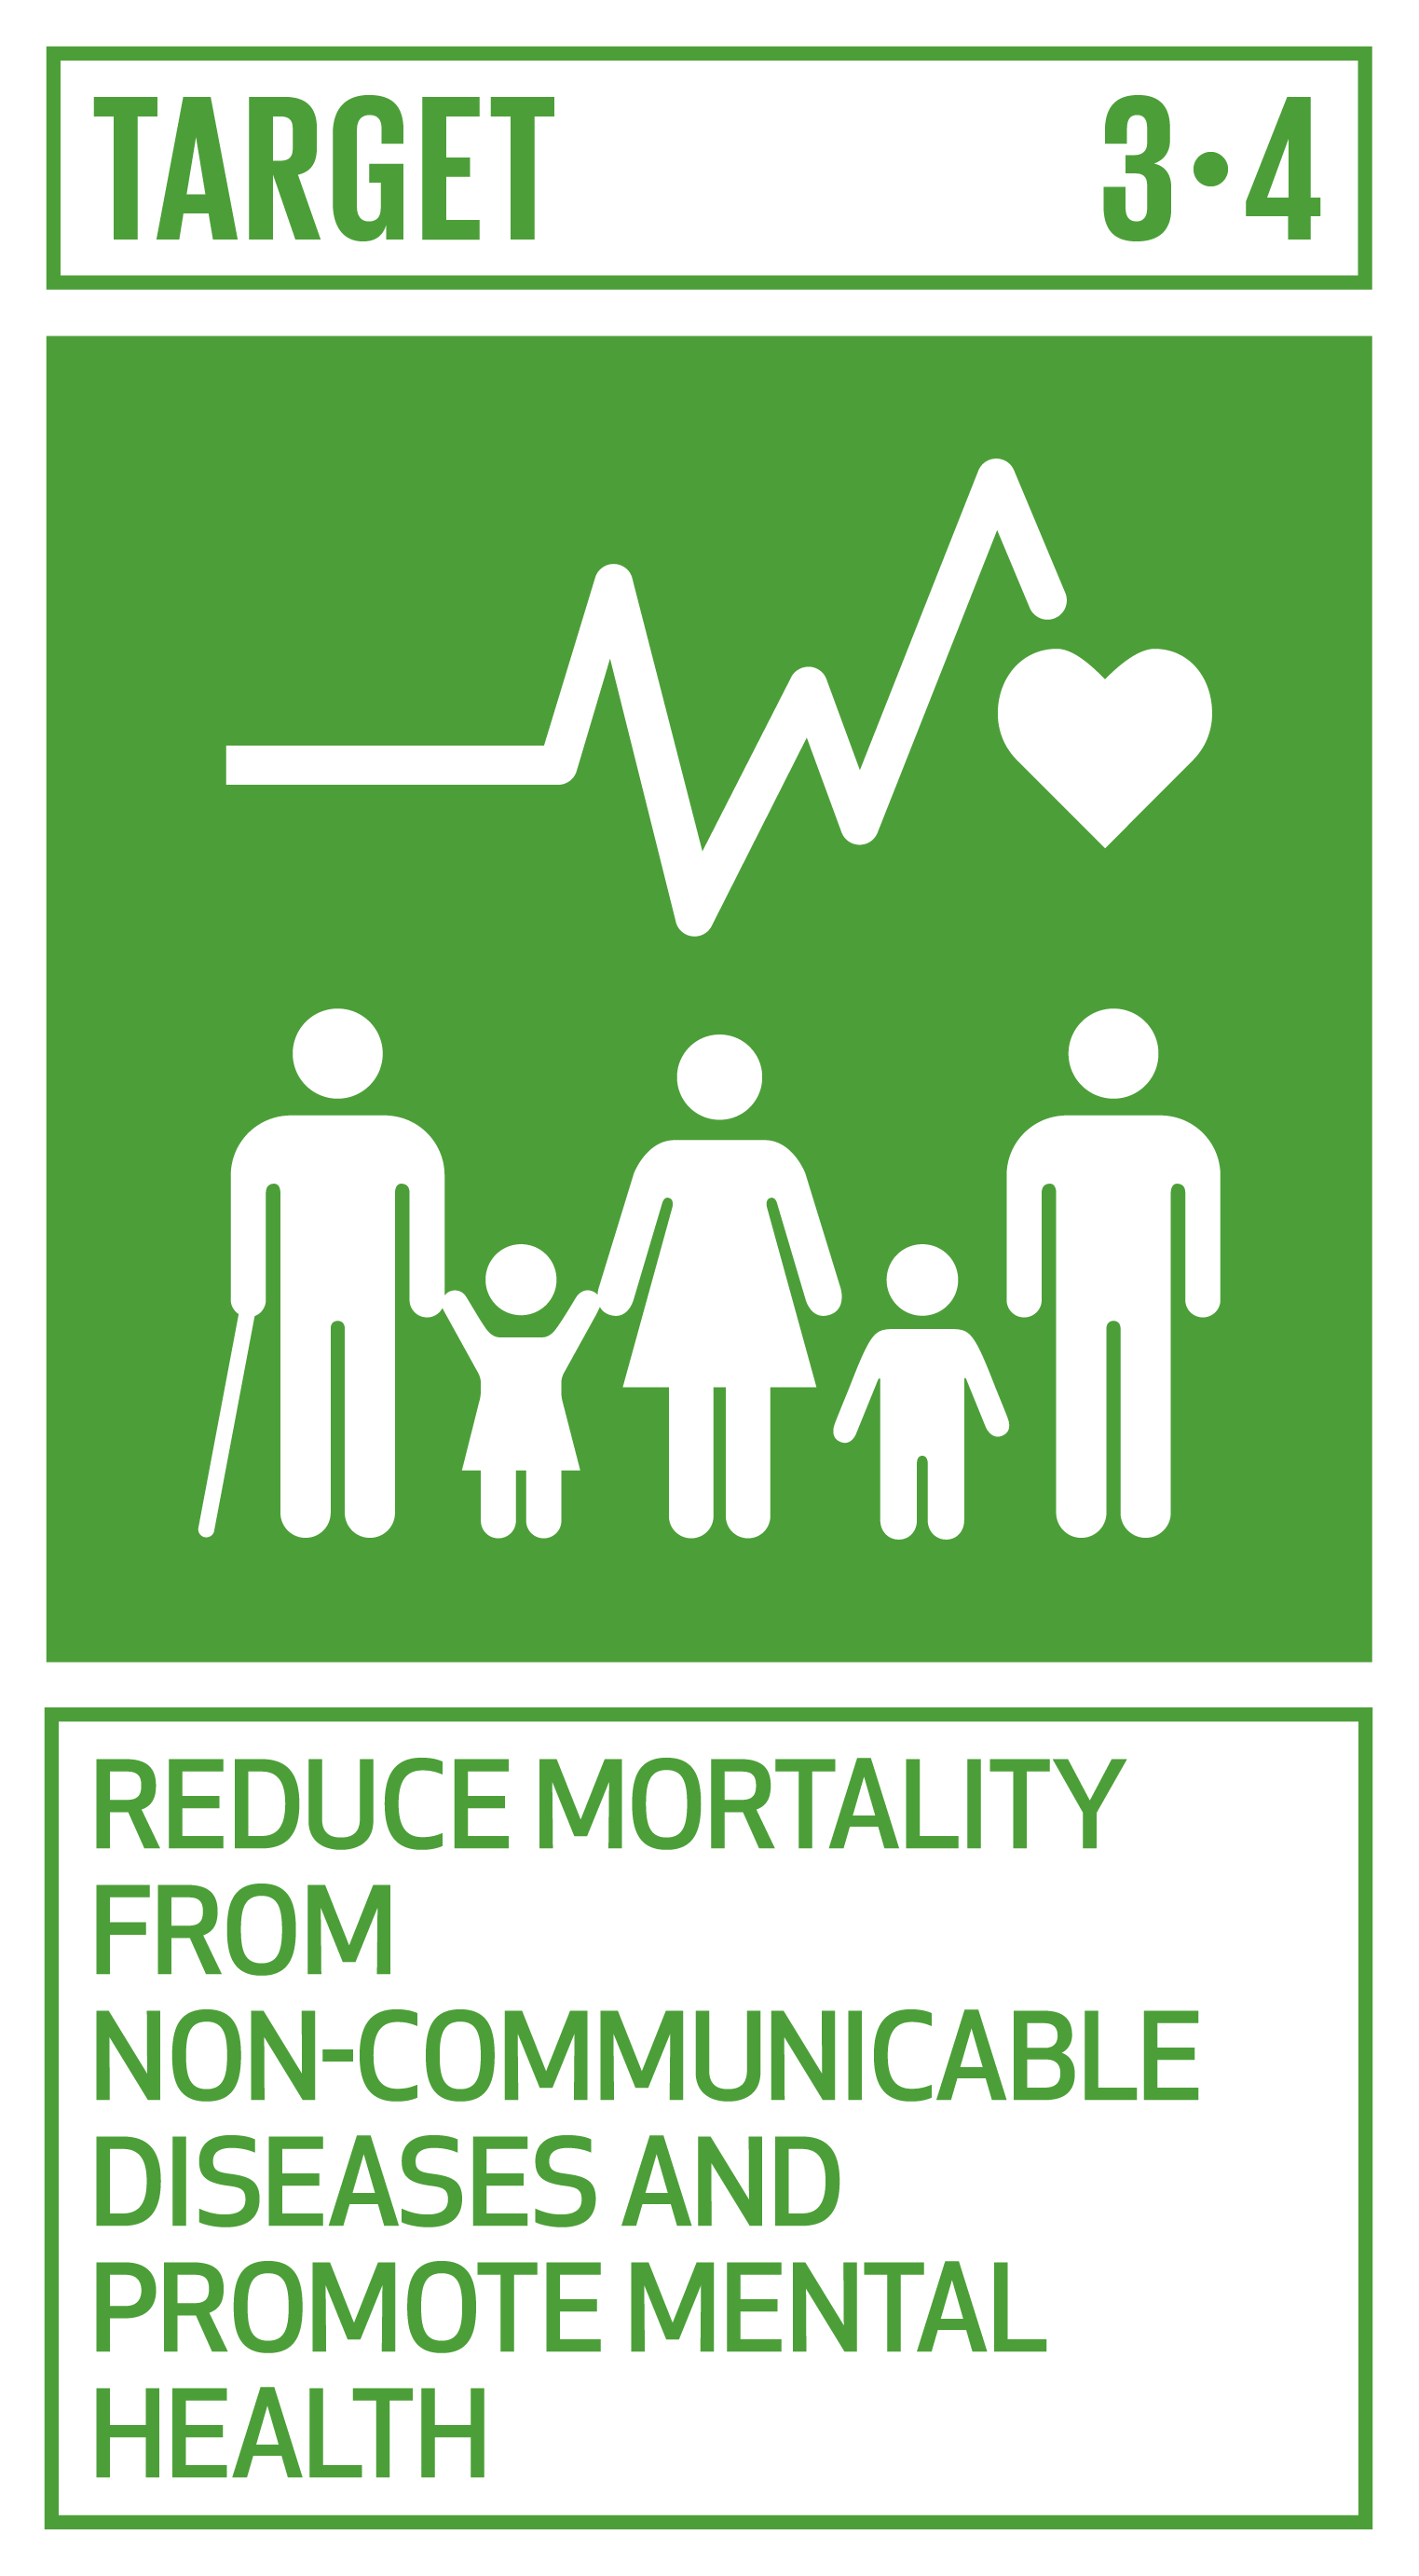 TARGET 3·4
REDUCE MORTALITY
FROM
NON-COMMUNICABLE
DISEASES AND
PROMOTE MENTAL
HEALTH